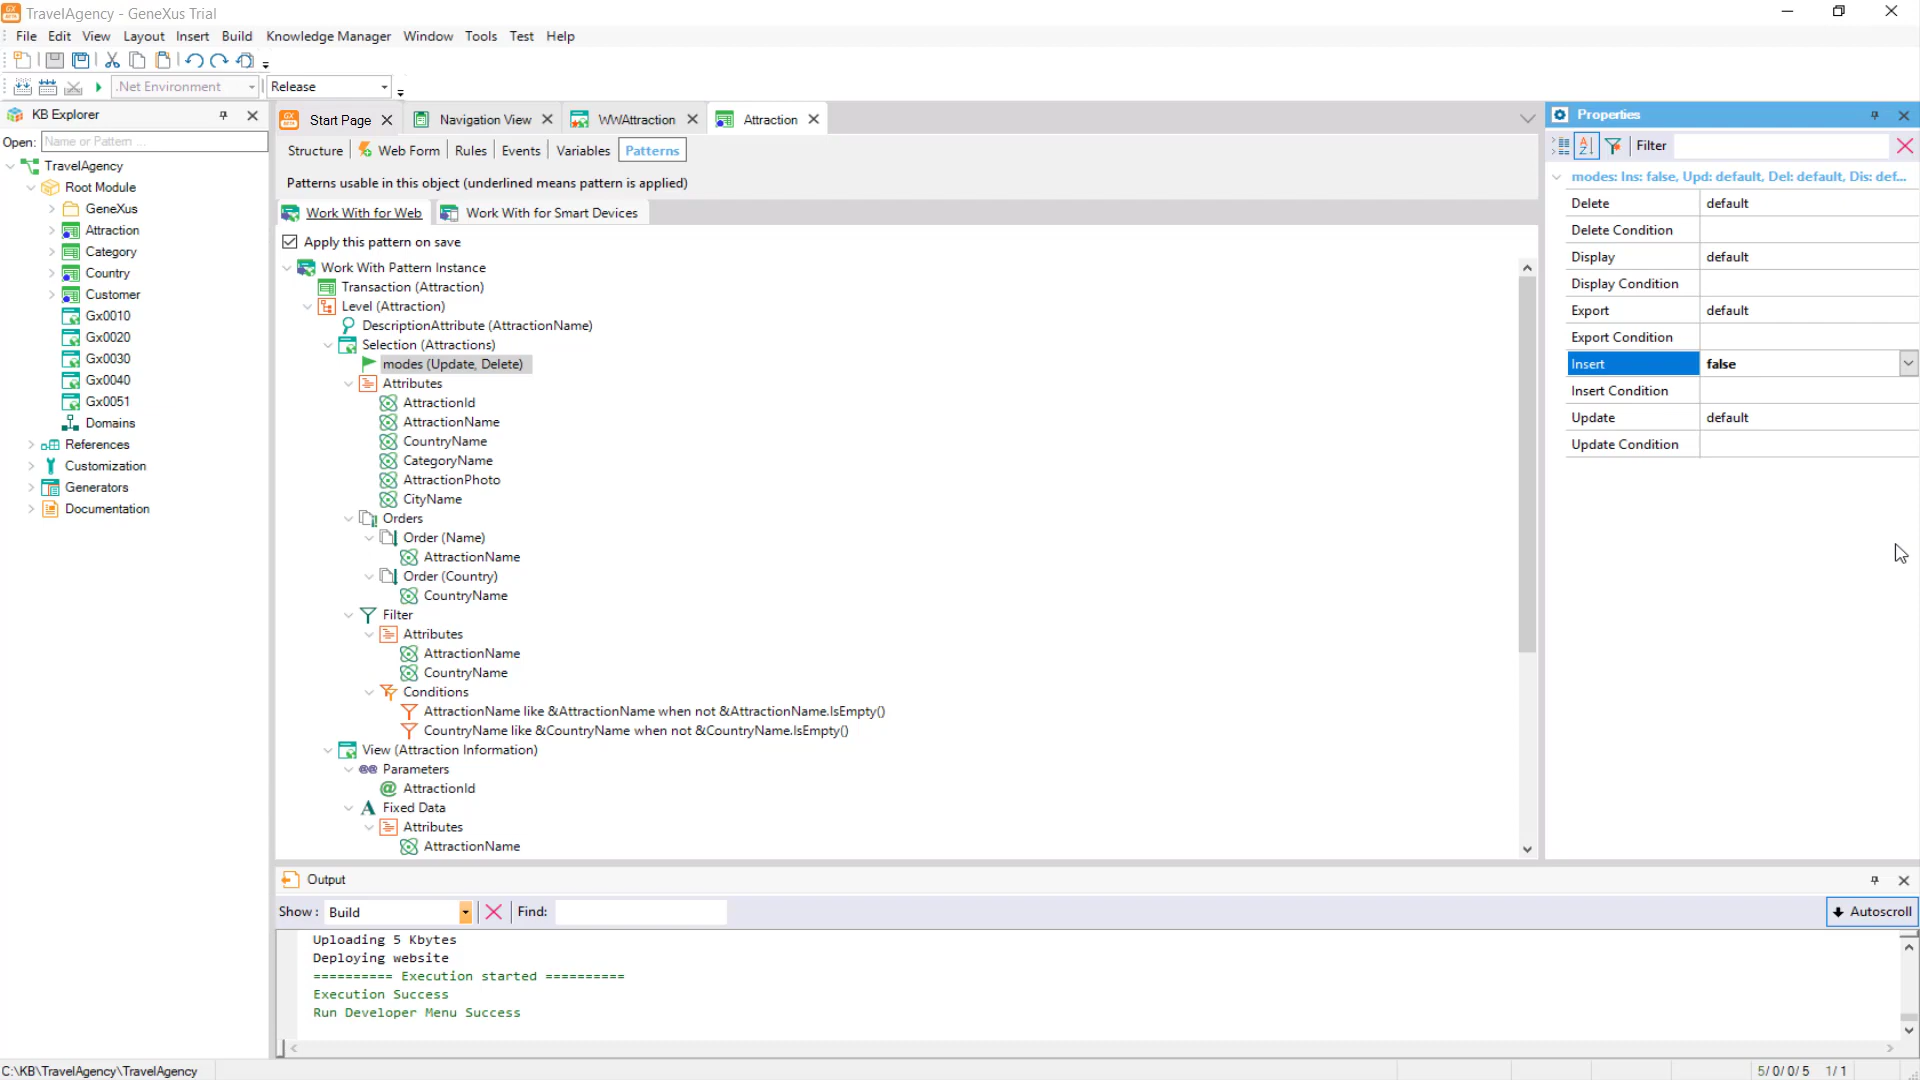 TravelAgency - GeneXus Trial
File Edit View Layout Insert Build Knowledge Manager Window Tools Test Help
.Net Environment Release
KB Explorer
Open: Name or Pattern ...
TravelAgency
Root Module
GeneXus
Attraction
Category
Country
Customer
Gx0010
Gx0020
Gx0030
Gx0040
Gx0051
Domains
References
Customization
Generators
Documentation
Start Page Navigation View WWAttraction Attraction
Structure Web Form Rules Events Variables Patterns
Patterns usable in this object (underlined means pattern is applied)
Work With for Web Work With for Smart Devices
Apply this pattern on save
Work With Pattern Instance
Transaction (Attraction)
Level (Attraction)
DescriptionAttribute (AttractionName)
Selection (Attractions)
modes (Update, Delete)
Attributes
AttractionId
AttractionName
CountryName
CategoryName
AttractionPhoto
CityName
Orders
Order (Name)
AttractionName
Order (Country)
CountryName
Filter
Attributes
AttractionName
CountryName
Conditions
AttractionName like &AttractionName when not &AttractionName.IsEmpty()
CountryName like &CountryName when not &CountryName.IsEmpty()
View (Attraction Information)
Parameters
AttractionId
Fixed Data
Attributes
AttractionName
Properties
Filter
modes: Ins: false, Upd: default, Del: default, Dis: def...
Delete default
Delete Condition
Display default
Display Condition
Export default
Export Condition
Insert false
Insert Condition
Update default
Update Condition
Output
Show : Build Find: Autoscroll
Uploading 5 Kbytes
Deploying website
========== Execution started ==========
Execution Success
Run Developer Menu Success
C:\KB\TravelAgency\TravelAgency 5/0/0/5 1/1